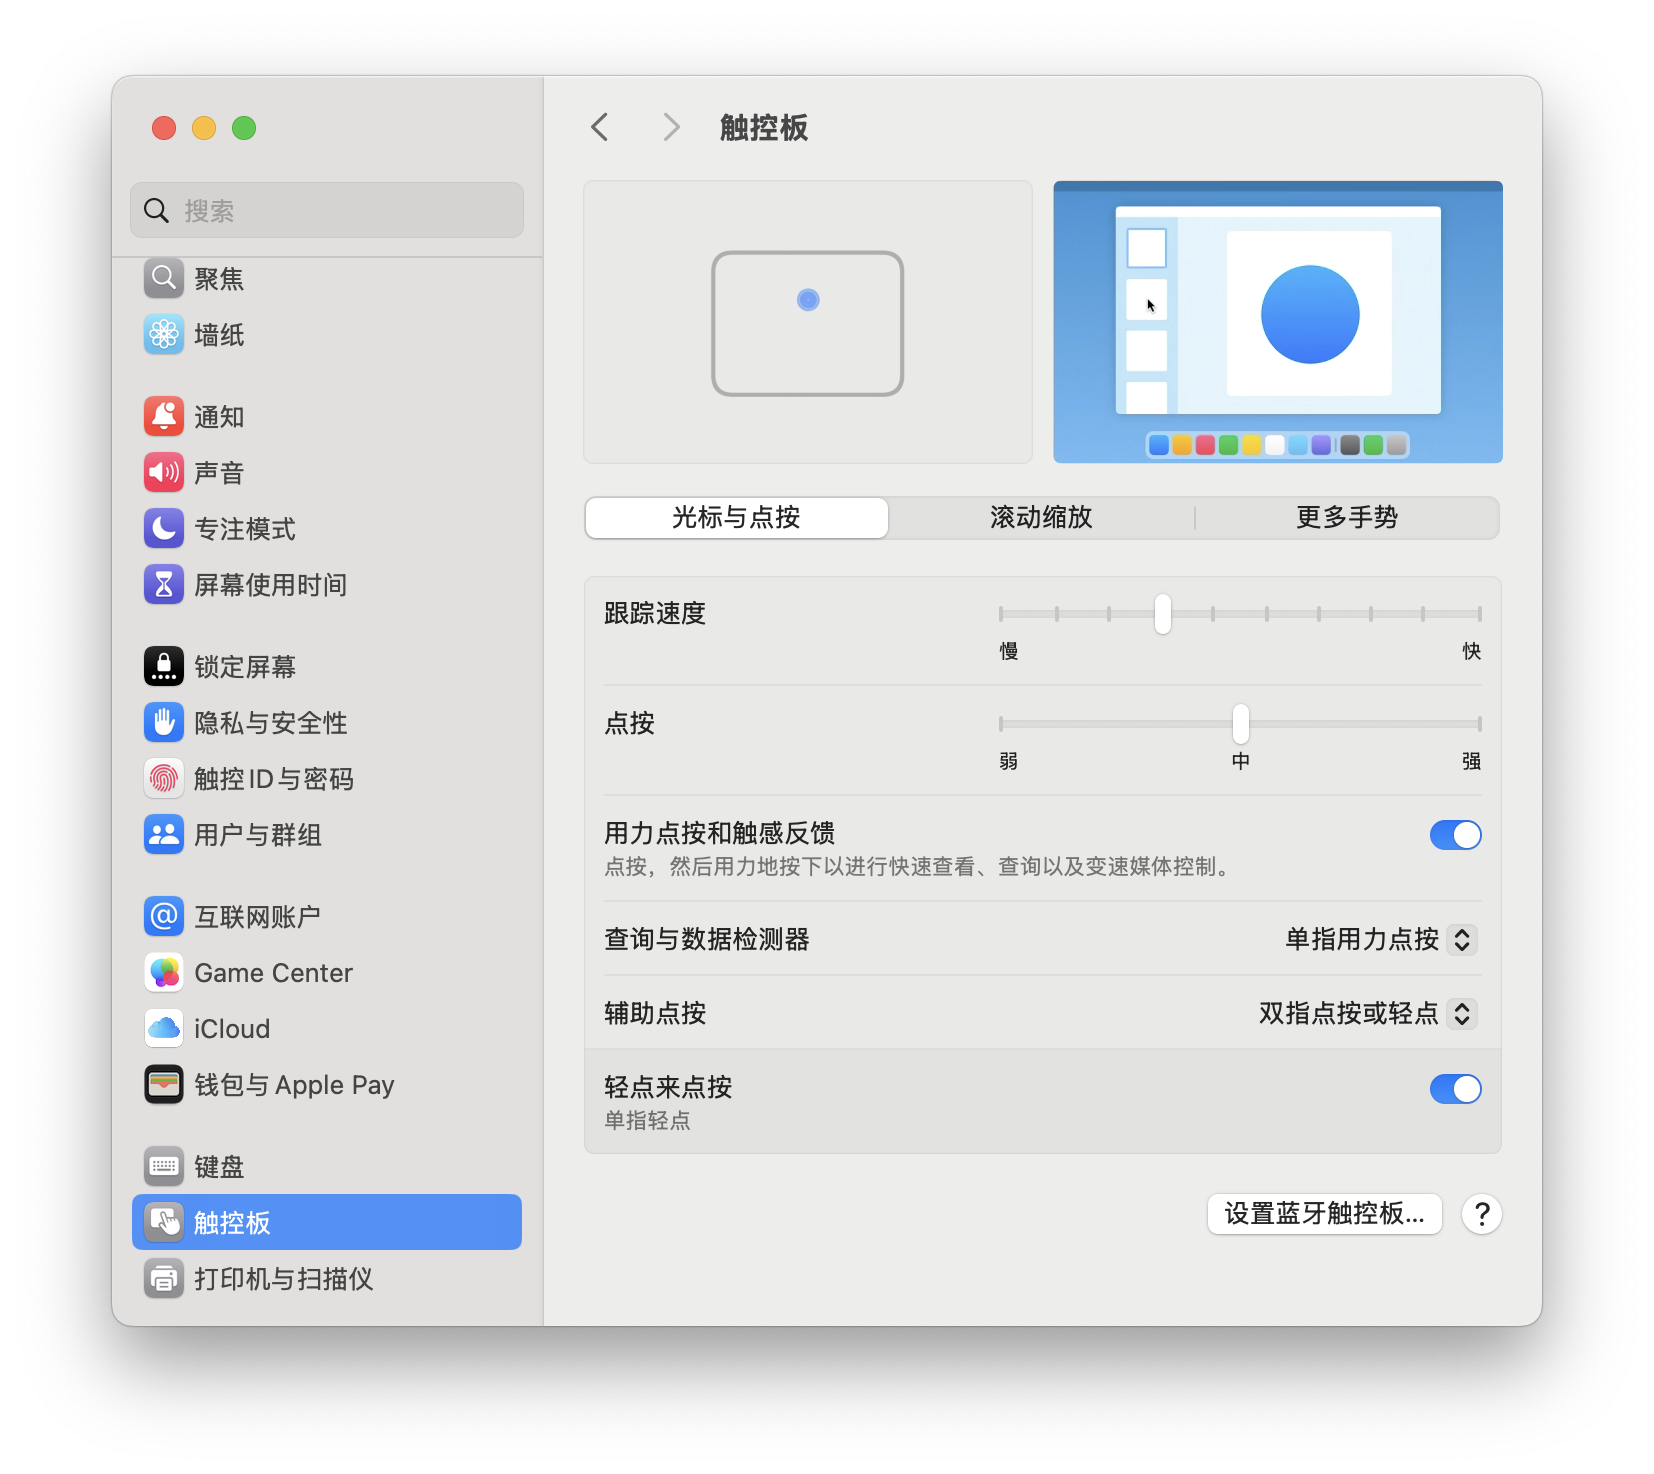 搜索
聚焦
墙纸
通知
声音
专注模式
屏幕使用时间
锁定屏幕
隐私与安全性
触控 ID 与密码
用户与群组
互联网账户
Game Center
iCloud
钱包与 Apple Pay
键盘
触控板
打印机与扫描仪
触控板
光标与点按
滚动缩放
更多手势
跟踪速度
慢
快
点按
弱
中
强
用力点按和触感反馈
点按，然后用力地按下以进行快速查看、查询以及变速媒体控制。
查询与数据检测器
单指用力点按
辅助点按
双指点按或轻点
轻点来点按
单指轻点
设置蓝牙触控板...
?